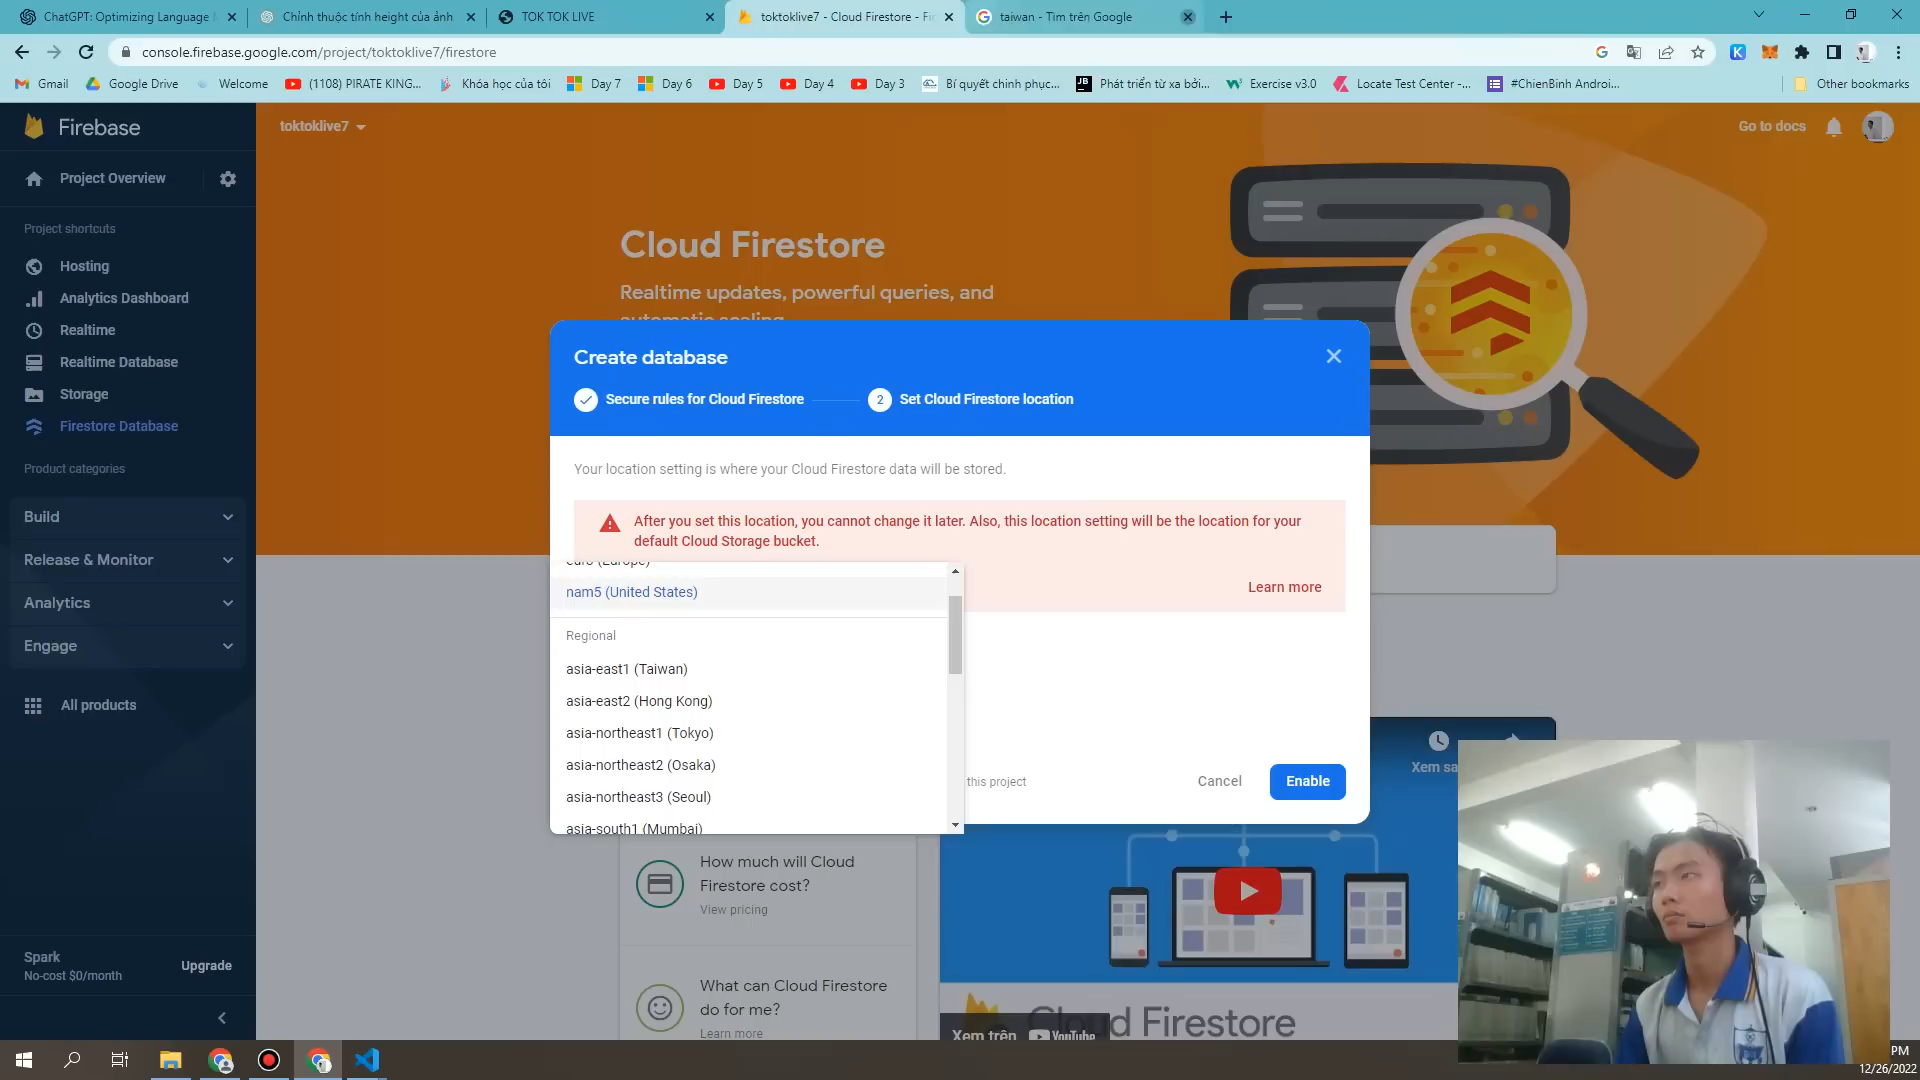 ChatGPT: Optimizing Language
Chỉnh thuộc tính height của ảnh
TOK TOK LIVE
toktoklive7 - Cloud Firestore - Fir
taiwan - Tìm trên Google
console.firebase.google.com/project/toktoklive7/firestore
Gmail
Google Drive
Welcome
(1108) PIRATE KING...
Khóa học của tôi
Day 7
Day 6
Day 5
Day 4
Day 3
Bí quyết chinh phục...
Phát triển từ xa bởi...
Exercise v3.0
Locate Test Center -...
#ChienBinh Androi...
Other bookmarks
Firebase
toktoklive7
Go to docs
Project Overview
Project shortcuts
Hosting
Analytics Dashboard
Realtime
Realtime Database
Storage
Firestore Database
Product categories
Build
Release & Monitor
Analytics
Engage
All products
Spark
No-cost $0/month
Upgrade
Cloud Firestore
Realtime updates, powerful queries, and
automatic scaling
Create database
Secure rules for Cloud Firestore
2
Set Cloud Firestore location
Your location setting is where your Cloud Firestore data will be stored.
After you set this location, you cannot change it later. Also, this location setting will be the location for your
default Cloud Storage bucket.
Learn more
eur3 (Europe)
nam5 (United States)
Regional
asia-east1 (Taiwan)
asia-east2 (Hong Kong)
asia-northeast1 (Tokyo)
asia-northeast2 (Osaka)
asia-northeast3 (Seoul)
asia-south1 (Mumbai)
this project
Cancel
Enable
Xem sa
How much will Cloud
Firestore cost?
View pricing
What can Cloud Firestore
do for me?
Learn more
Cloud Firestore
Xem trên YouTube
PM
12/26/2022